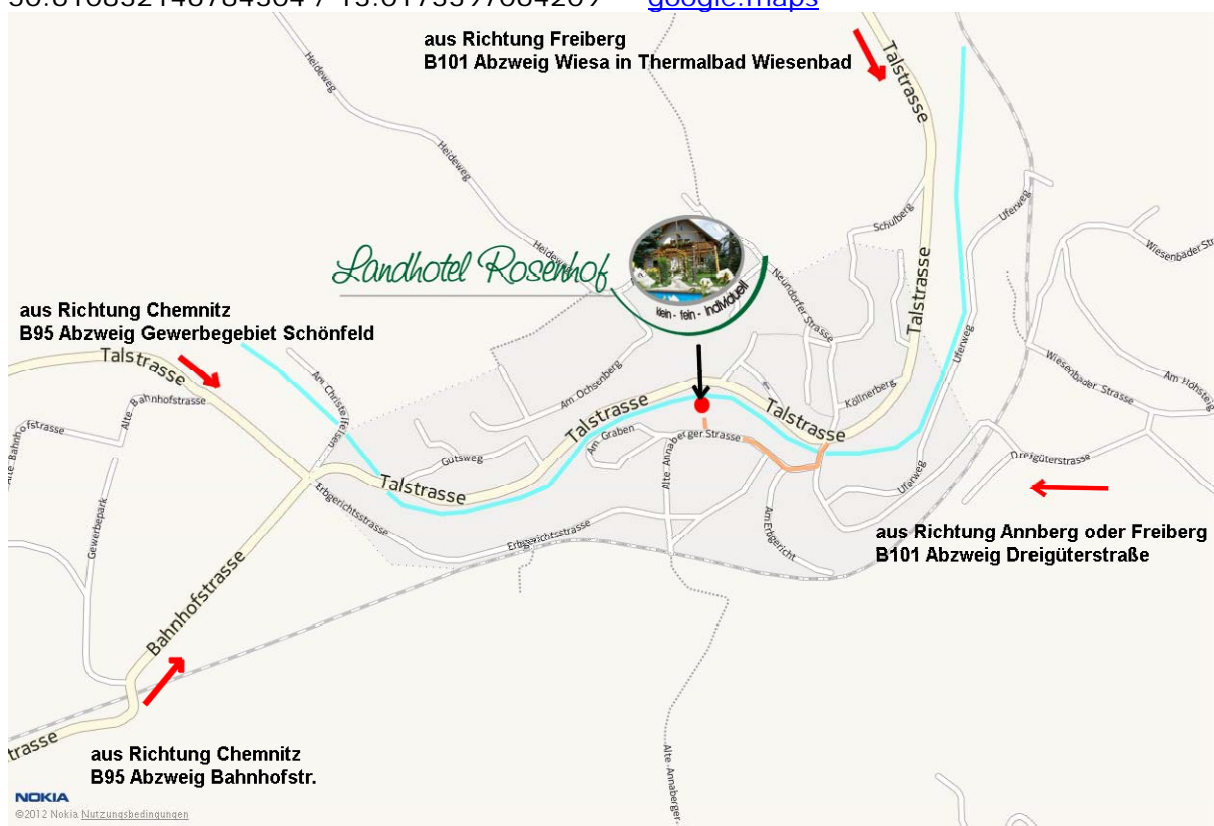 google.maps
aus Richtung Freiberg
B101 Abzweig Wiesa in Thermalbad Wiesenbad
Talstrasse
Heideweg
Heideweg
Uferweg
Schulberg
Wiesenbader Str
Landhotel Rosenhof
Heideweg
klein - fein - individuell
Neundorfer Strasse
Talstrasse
aus Richtung Chemnitz
B95 Abzweig Gewerbegebiet Schönfeld
Talstrasse
Uferweg
Wiesenbader Strasse
Am Hohsteig
Am Ochsenberg
Köllnerberg
Alte-Bahnhofstrasse
Talstrasse
Talstrasse
Am Graben
Alte-Annaberger Strasse
Alte-Bahnhofstrasse
Gutsweg
Dreigüterstrasse
Talstrasse
Uferweg
Erbgerichtsstrasse
Gewerbepark
Am Erbgericht
Erbgerichtsstrasse
aus Richtung Annberg oder Freiberg
B101 Abzweig Dreigüterstraße
Bahnhofstrasse
trasse
Alte-Annaberger
aus Richtung Chemnitz
B95 Abzweig Bahnhofstr.
NOKIA
©2012 Nokia Nutzungsbedingungen